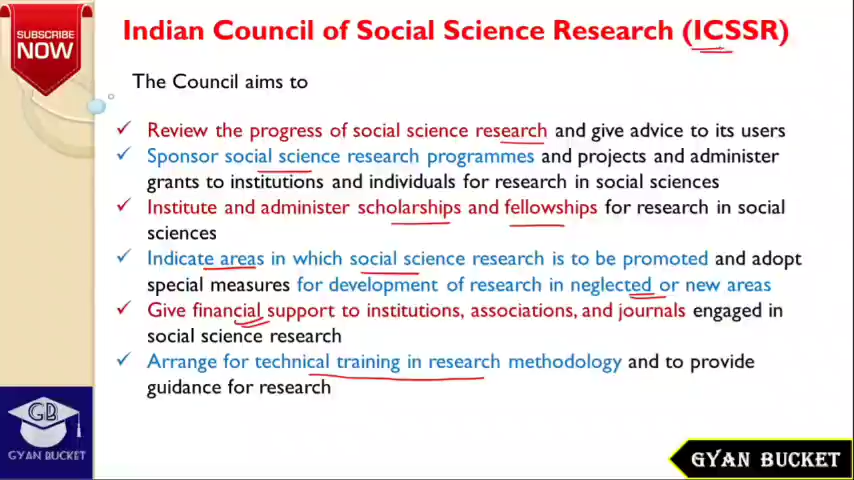 SUBSCRIBE
NOW
Indian Council of Social Science Research (ICSSR)
The Council aims to
✓ Review the progress of social science research and give advice to its users
✓ Sponsor social science research programmes and projects and administer
grants to institutions and individuals for research in social sciences
✓ Institute and administer scholarships and fellowships for research in social
sciences
✓ Indicate areas in which social science research is to be promoted and adopt
special measures for development of research in neglected or new areas
✓ Give financial support to institutions, associations, and journals engaged in
social science research
✓ Arrange for technical training in research methodology and to provide
guidance for research
GB
GYAN BUCKET
GYAN BUCKET